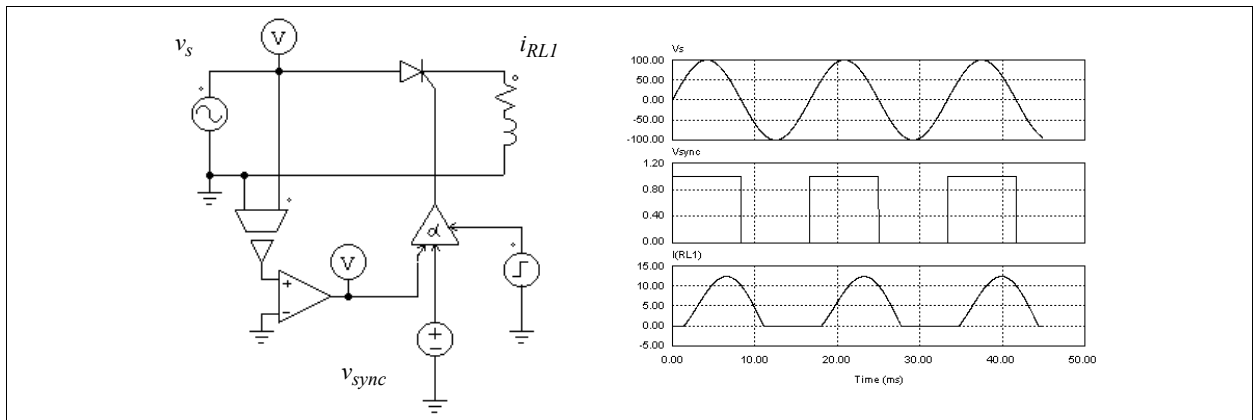 v_s
V
i_RL1
α
V
v_sync
Vs
100.00
50.00
0.00
-50.00
-100.00
Vsync
1.20
0.80
0.40
0.00
I(RL1)
15.00
10.00
5.00
0.00
-5.00
0.00 10.00 20.00 30.00 40.00 50.00
Time (ms)